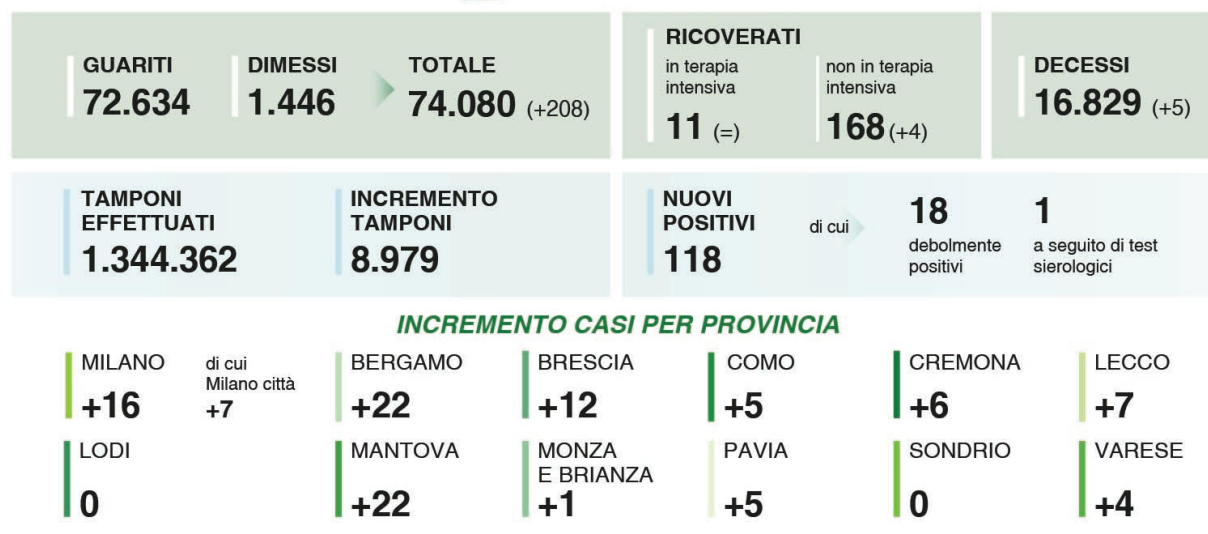 GUARITI
72.634
DIMESSI
1.446
TOTALE
74.080 (+208)
RICOVERATI
in terapia
intensiva
11 (=)
non in terapia
intensiva
168 (+4)
DECESSI
16.829 (+5)
TAMPONI
EFFETTUATI
1.344.362
INCREMENTO
TAMPONI
8.979
NUOVI
POSITIVI
118
di cui
18
debolmente
positivi
1
a seguito di test
sierologici
INCREMENTO CASI PER PROVINCIA
MILANO
+16
di cui
Milano città
+7
BERGAMO
+22
BRESCIA
+12
COMO
+5
CREMONA
+6
LECCO
+7
LODI
0
MANTOVA
+22
MONZA
E BRIANZA
+1
PAVIA
+5
SONDRIO
0
VARESE
+4